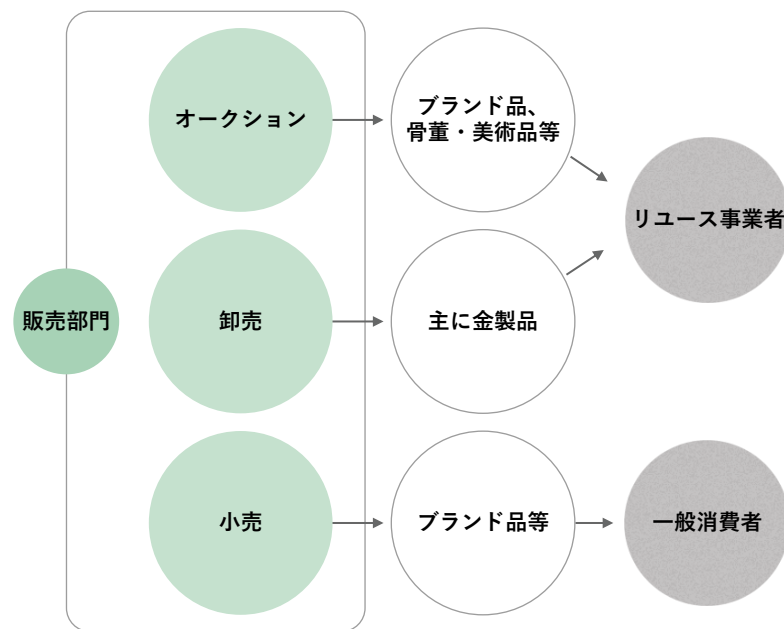 オークション
ブランド品、
骨董・美術品等
リユース事業者
販売部門
卸売
主に金製品
小売
ブランド品等
一般消費者